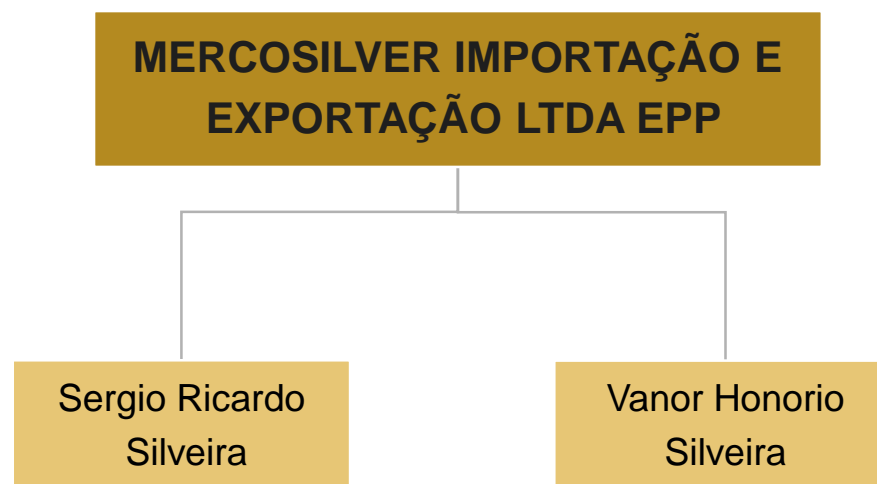 MERCOSILVER IMPORTAÇÃO E
EXPORTAÇÃO LTDA EPP
Sergio Ricardo
Silveira
Vanor Honorio
Silveira